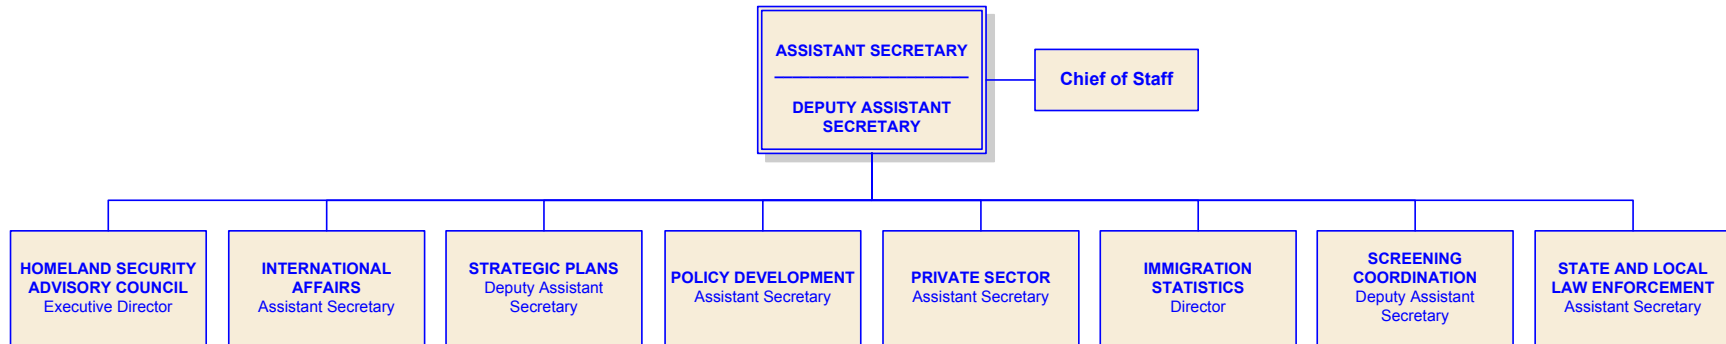 ASSISTANT SECRETARY
DEPUTY ASSISTANT
SECRETARY
Chief of Staff
HOMELAND SECURITY
ADVISORY COUNCIL
Executive Director
INTERNATIONAL
AFFAIRS
Assistant Secretary
STRATEGIC PLANS
Deputy Assistant
Secretary
POLICY DEVELOPMENT
Assistant Secretary
PRIVATE SECTOR
Assistant Secretary
IMMIGRATION
STATISTICS
Director
SCREENING
COORDINATION
Deputy Assistant
Secretary
STATE AND LOCAL
LAW ENFORCEMENT
Assistant Secretary